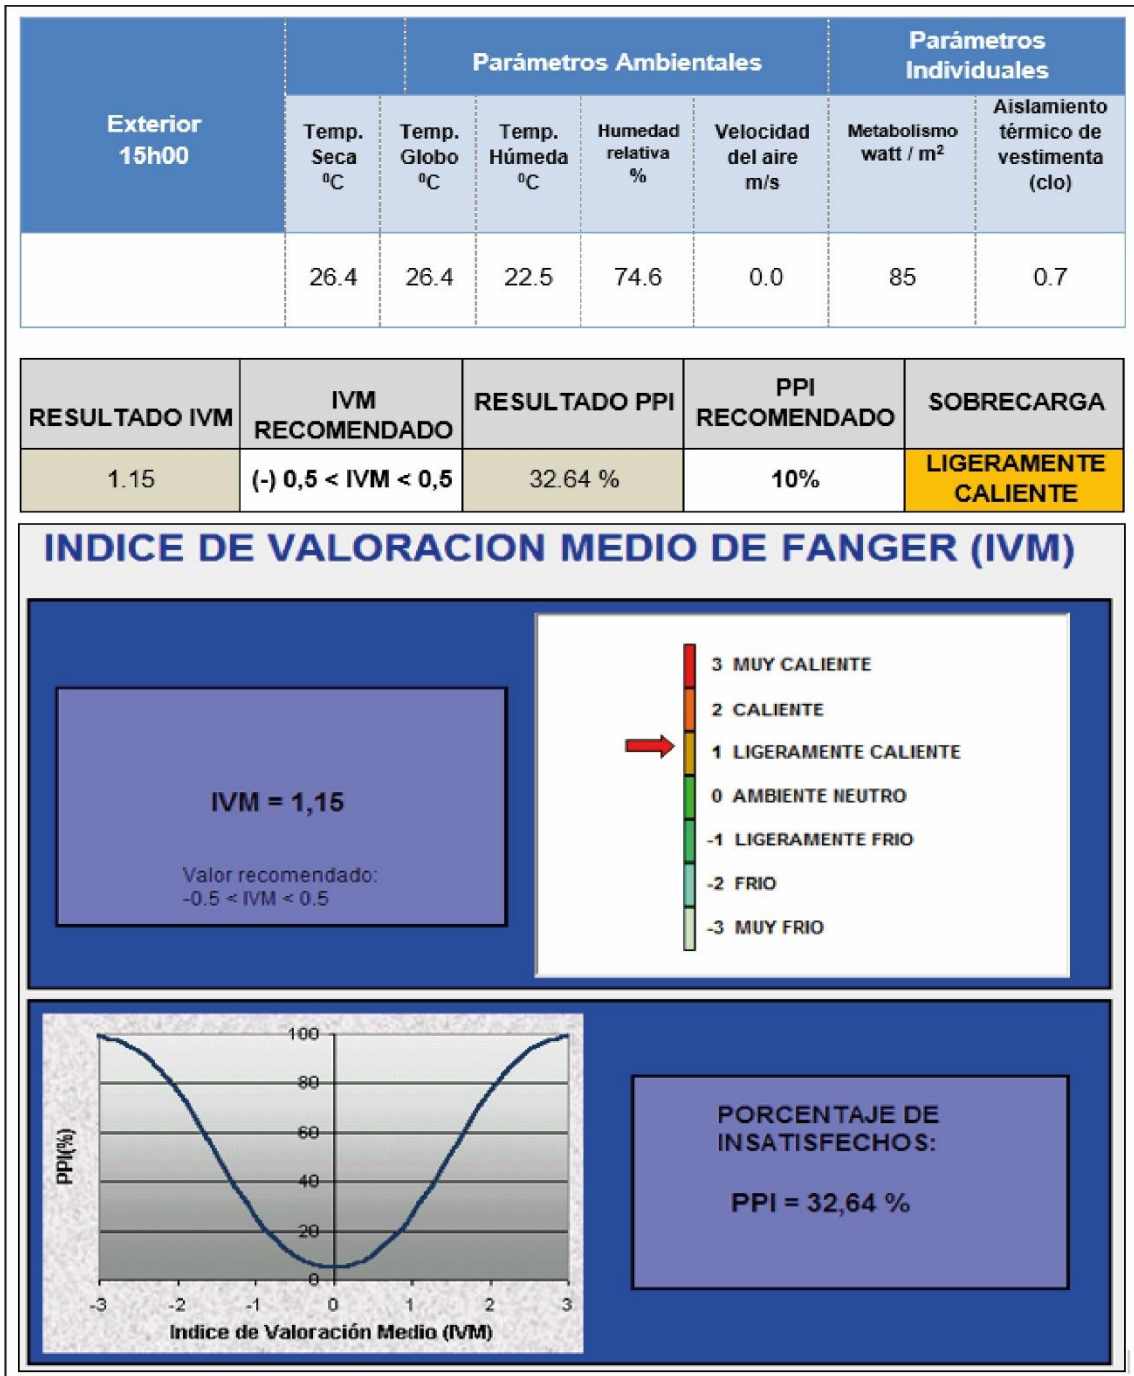 Exterior
15h00
Parámetros Ambientales
Parámetros
Individuales
Temp.
Seca
⁰C
Temp.
Globo
⁰C
Temp.
Húmeda
⁰C
Humedad
relativa
%
Velocidad
del aire
m/s
Metabolismo
watt / m²
Aislamiento
térmico de
vestimenta
(clo)
26.4 26.4 22.5 74.6 0.0 85 0.7
RESULTADO IVM
IVM
RECOMENDADO
RESULTADO PPI
PPI
RECOMENDADO
SOBRECARGA
1.15
(-) 0,5 < IVM < 0,5
32.64 %
10%
LIGERAMENTE
CALIENTE
INDICE DE VALORACION MEDIO DE FANGER (IVM)
IVM = 1,15
Valor recomendado:
-0.5 < IVM < 0.5
3 MUY CALIENTE
2 CALIENTE
1 LIGERAMENTE CALIENTE
0 AMBIENTE NEUTRO
-1 LIGERAMENTE FRIO
-2 FRIO
-3 MUY FRIO
PPI(%)
100
80
60
40
20
0
-3 -2 -1 0 1 2 3
Indice de Valoración Medio (IVM)
PORCENTAJE DE
INSATISFECHOS:
PPI = 32,64 %